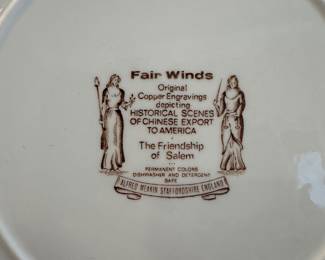 Fair Winds
Original
Copper Engravings
depicting
HISTORICAL SCENES
OF CHINESE EXPORT
TO AMERICA
The Friendship
of Salem
PERMANENT COLORS
DISHWASHER AND DETERGENT
SAFE
ALFRED MEAKIN STAFFORDSHIRE ENGLAND